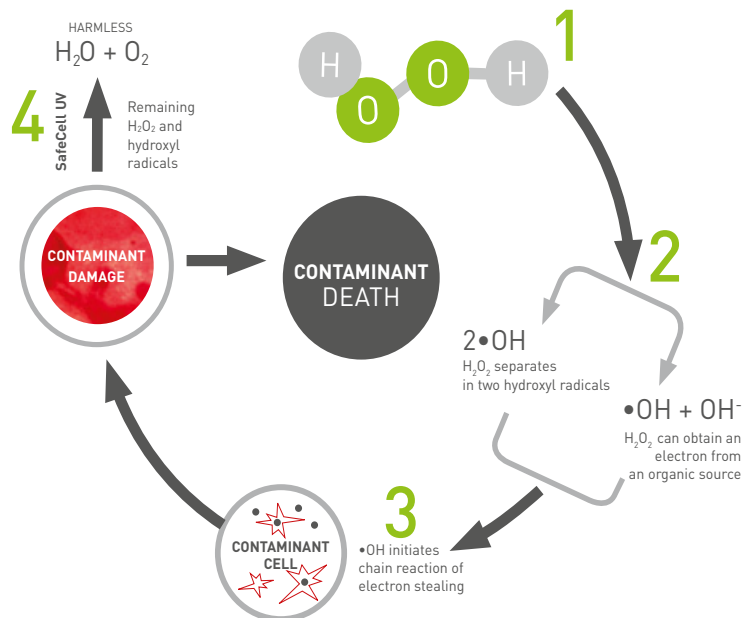 1
H
O
O
H
2
2•OH
H₂O₂ separates
in two hydroxyl radicals
•OH + OH⁻
H₂O₂ can obtain an
electron from
an organic source
3
•OH initiates
chain reaction of
electron stealing
CONTAMINANT
CELL
CONTAMINANT
DAMAGE
CONTAMINANT
DEATH
4
SafeCell UV
Remaining
H₂O₂ and
hydroxyl
radicals
HARMLESS
H₂O + O₂